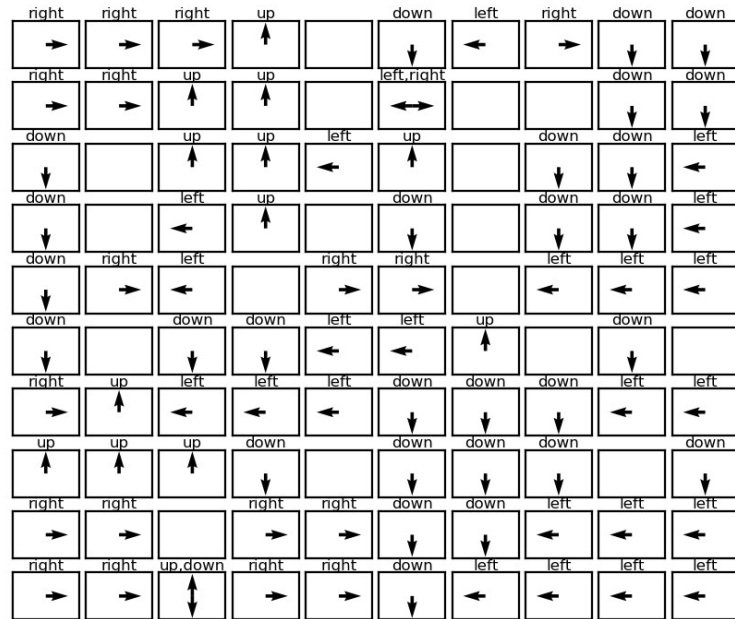 right right right up down left right down down
right right up up left,right down down
down up up left up down down left
down left up down down down left
down right left right right left left left
down down down left left up down
right up left left left down down down left left
up up up down down down down down
right right right right down down left left left
right right up,down right right down left left left left